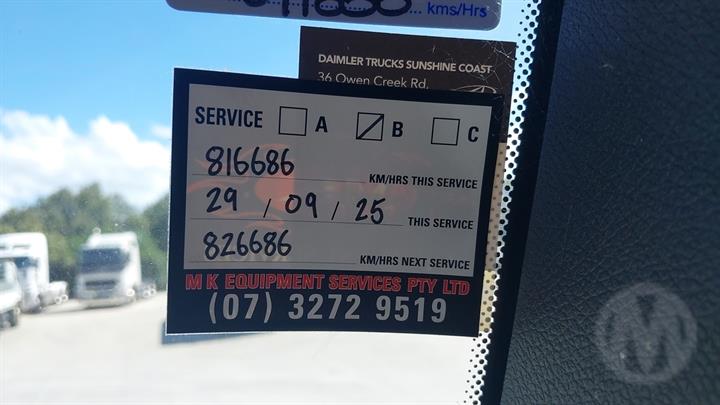 kms/Hrs
DAIMLER TRUCKS SUNSHINE COAST
36 Owen Creek Rd.
SERVICE A B C
816686 KM/HRS THIS SERVICE
29 / 09 / 25 THIS SERVICE
826686 KM/HRS NEXT SERVICE
M K EQUIPMENT SERVICES PTY LTD
(07) 3272 9519
M